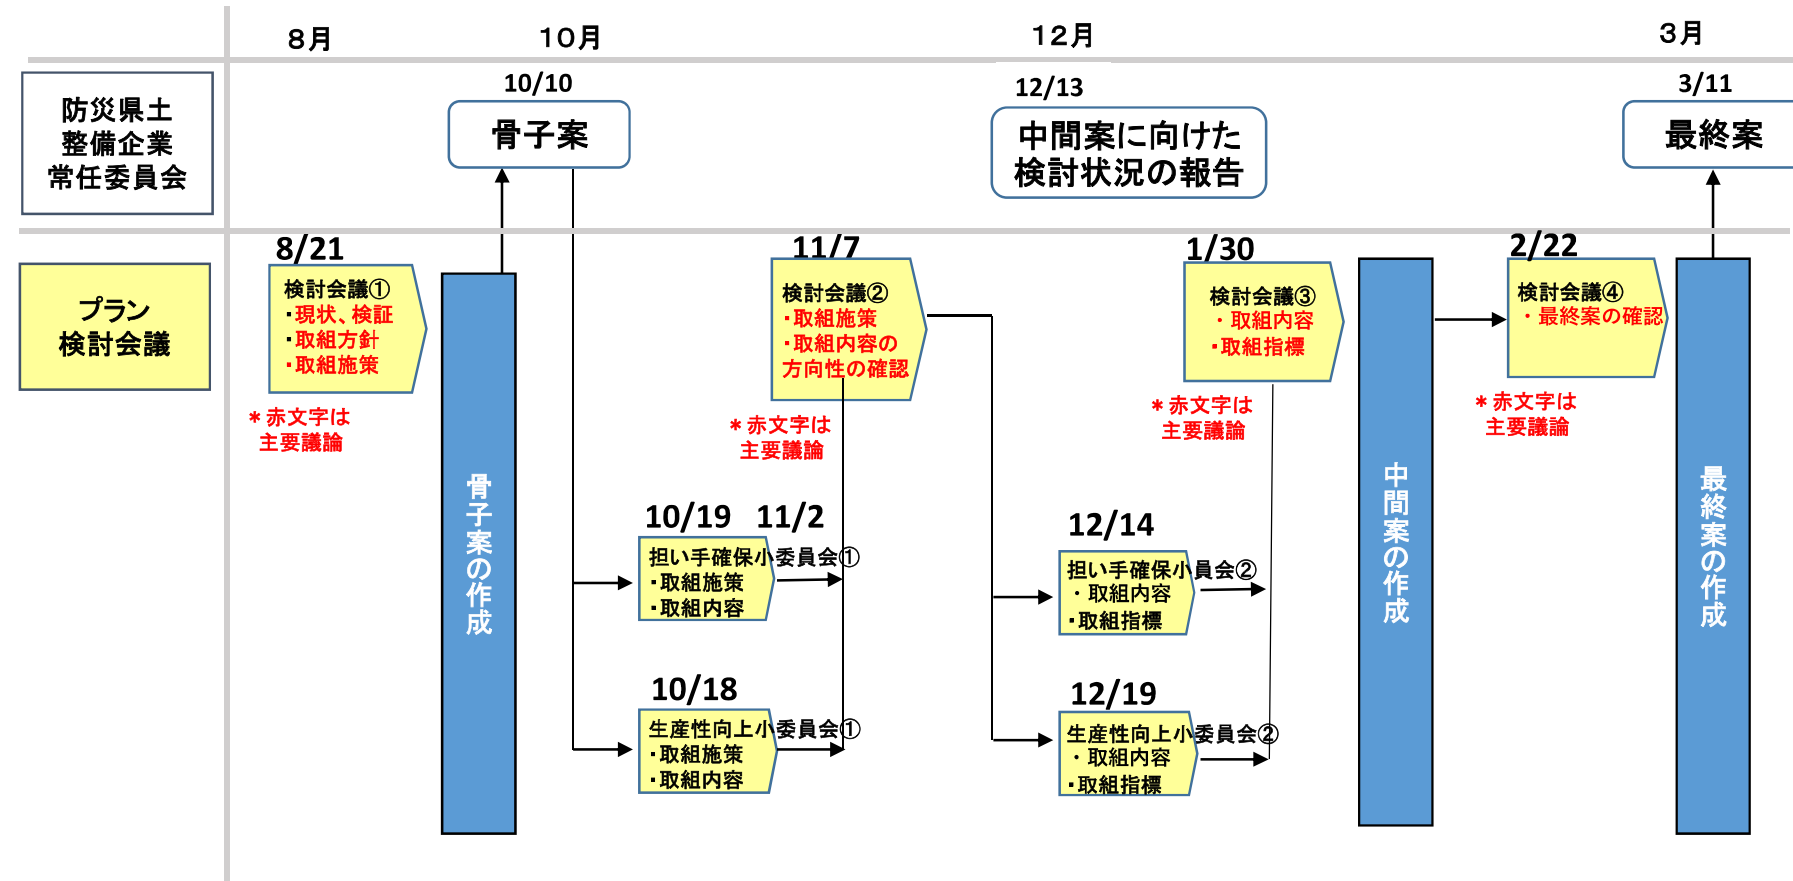 ８月
１０月
１２月
３月
防災県土
整備企業
常任委員会
10/10
骨子案
12/13
中間案に向けた
検討状況の報告
3/11
最終案
プラン
検討会議
8/21
検討会議①
・現状、検証
・取組方針
・取組施策
＊赤文字は
主要議論
骨子案の作成
11/7
検討会議②
・取組施策
・取組内容の
方向性の確認
＊赤文字は
主要議論
10/19
11/2
担い手確保小委員会①
・取組施策
・取組内容
10/18
生産性向上小委員会①
・取組施策
・取組内容
1/30
検討会議③
・取組内容
・取組指標
＊赤文字は
主要議論
12/14
担い手確保小員会②
・取組内容
・取組指標
12/19
生産性向上小委員会②
・取組内容
・取組指標
中間案の作成
2/22
検討会議④
・最終案の確認
＊赤文字は
主要議論
最終案の作成